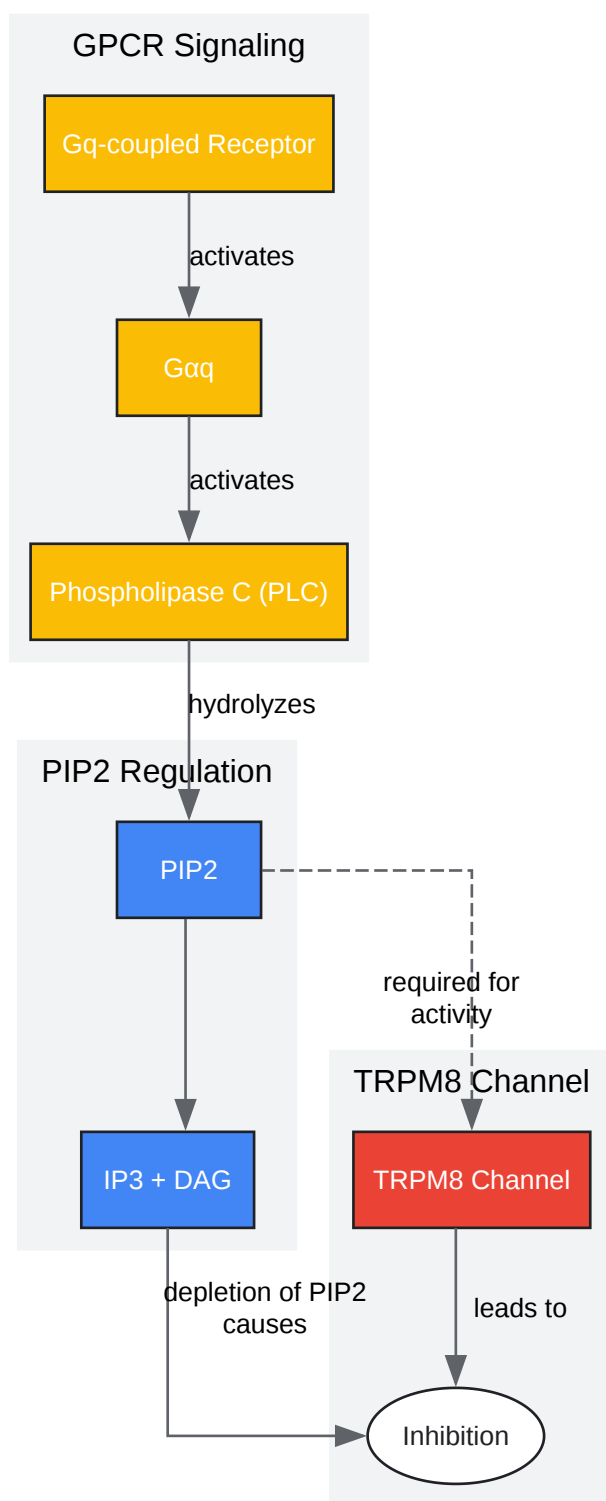 GPCR Signaling
Gq-coupled Receptor
activates
Gαq
activates
Phospholipase C (PLC)
hydrolyzes
PIP2 Regulation
PIP2
required for
activity
TRPM8 Channel
IP3 + DAG
TRPM8 Channel
depletion of PIP2
causes
leads to
Inhibition